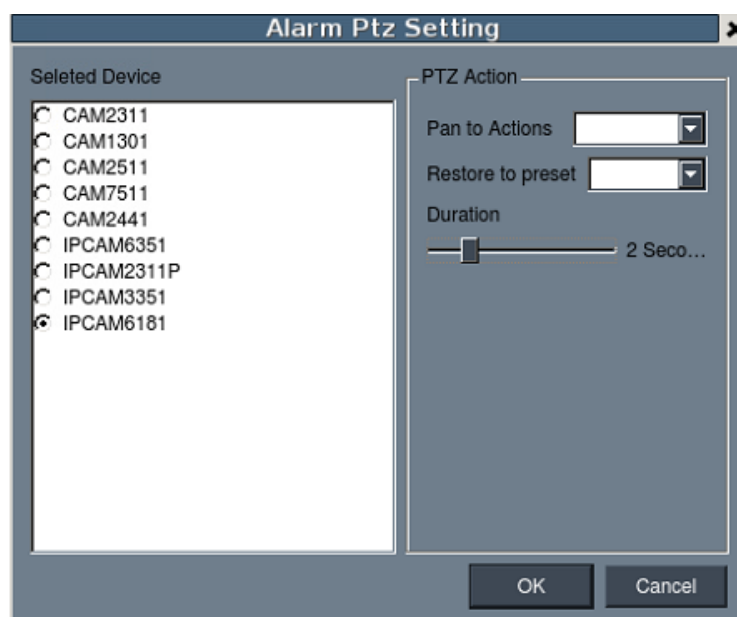 Alarm Ptz Setting
Seleted Device
CAM2311
CAM1301
CAM2511
CAM7511
CAM2441
IPCAM6351
IPCAM2311P
IPCAM3351
IPCAM6181
PTZ Action
Pan to Actions
Restore to preset
Duration
2 Seco...
OK
Cancel